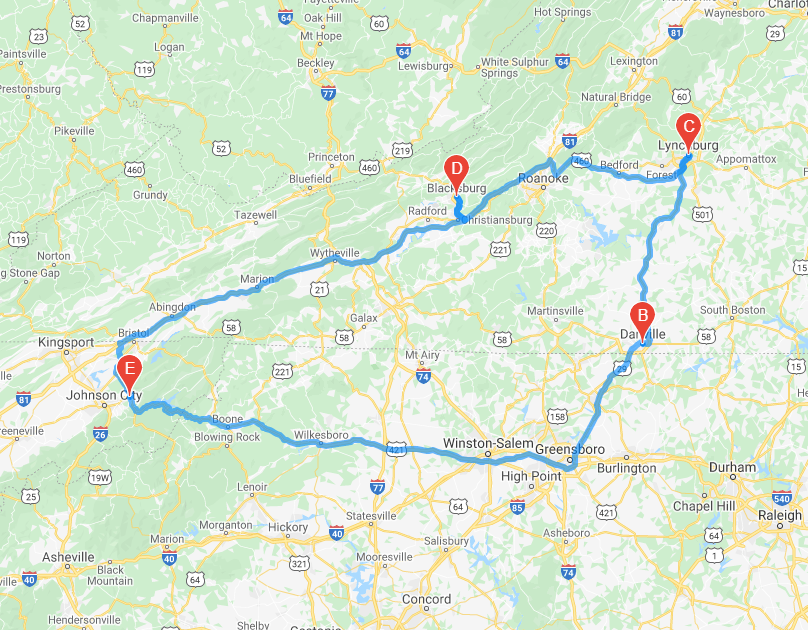 Hot Springs
Charlotte
Fayetteville
Waynesboro
Chapmanville
Oak Hill
52
64
81
29
23
Mt Hope
Logan
64
Paintsville
119
Beckley
Lewisburg
White Sulphur
Springs
64
Lexington
77
60
Prestonsburg
Natural Bridge
C
Pikeville
52
219
81
Lynchburg
D
Princeton
460
460
Bedford
Appomattox
460
Bluefield
Forest
Roanoke
Grundy
Blacksburg
Radford
Christiansburg
501
Tazewell
220
119
221
Norton
Wytheville
g Stone Gap
Marion
15
21
B
Abingdon
Martinsville
South Boston
Galax
58
Bristol
58
58
Danville
58
Kingsport
Mt Airy
E
221
74
29
15
81
Johnson City
158
26
Boone
Greeneville
Blowing Rock
Wilkesboro
421
Winston-Salem
Greensboro
High Point
Burlington
Durham
19W
77
540
25
Lenoir
64
85
421
Chapel Hill
Raleigh
Statesville
Morganton
Hickory
40
Asheboro
64
Marion
Salisbury
Asheville
40
321
Mooresville
74
1
Black
Mountain
64
40
Concord
Hendersonville
Shelby
Gastonia